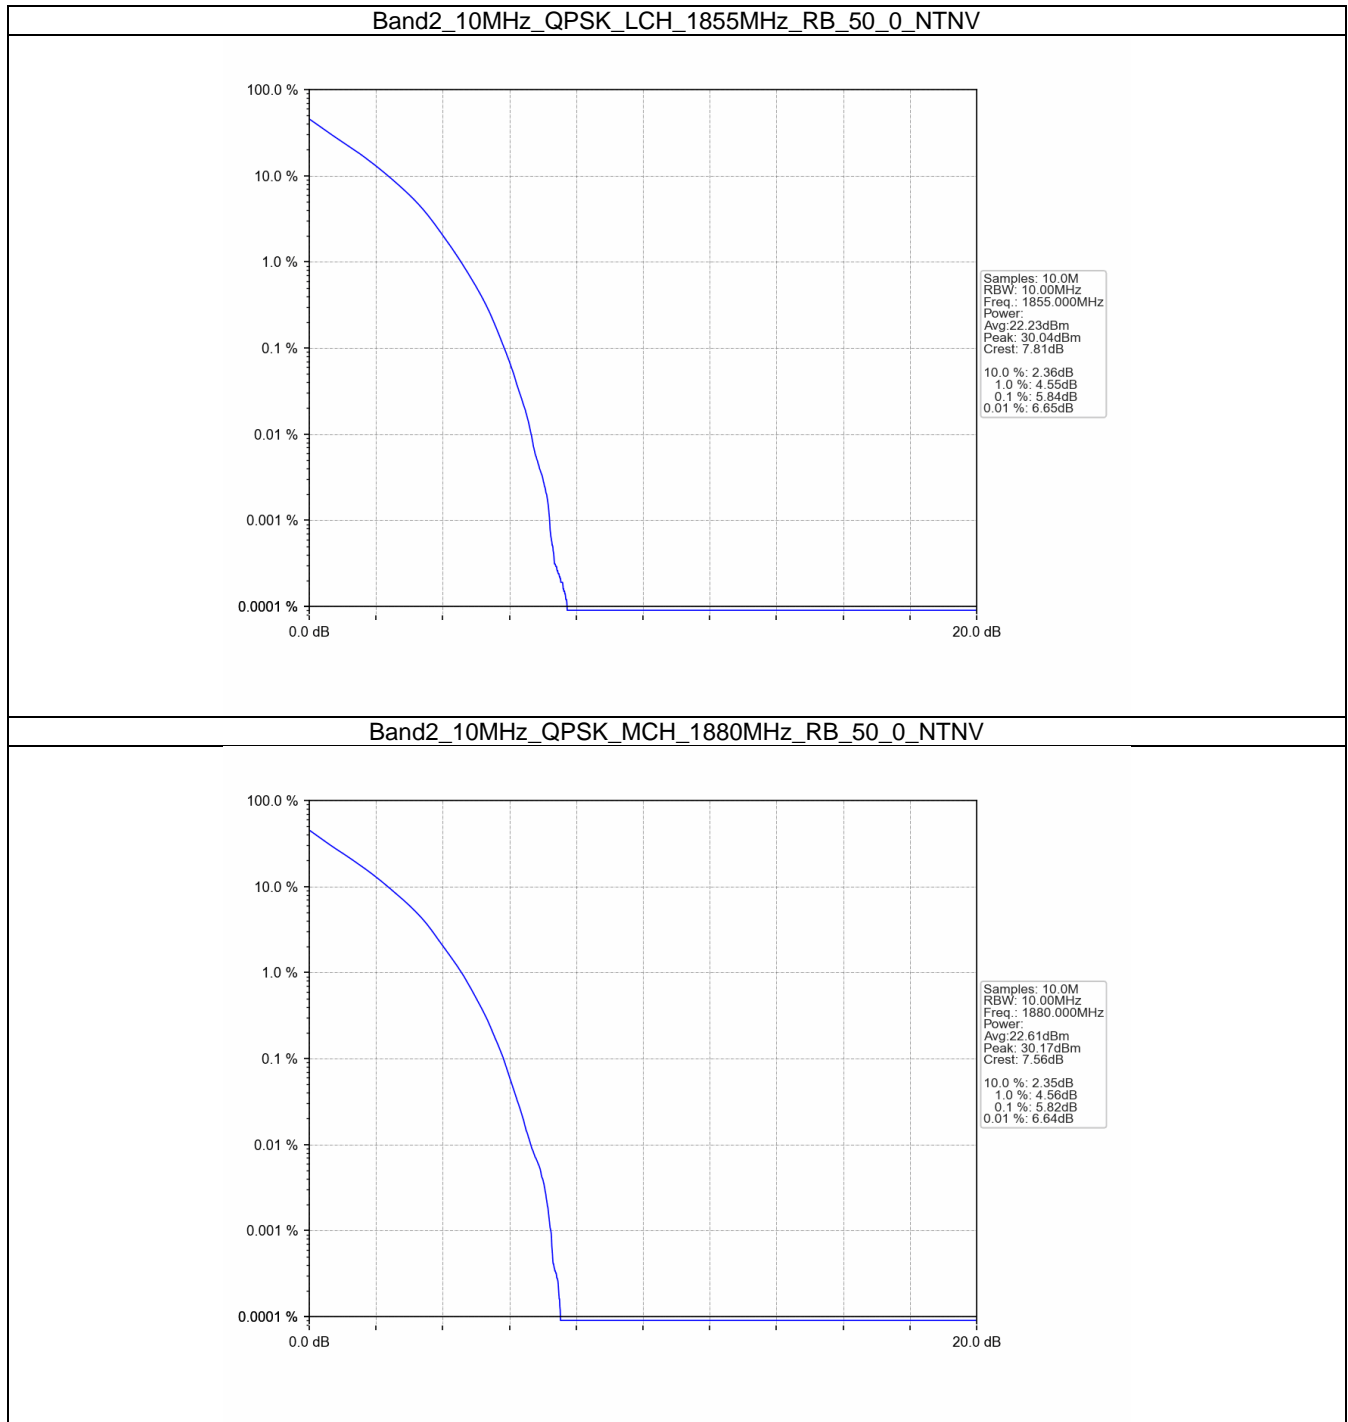 Band2_10MHz_QPSK_LCH_1855MHz_RB_50_0_NTNV
100.0 %
10.0 %
1.0 %
0.1 %
0.01 %
0.001 %
0.0001 %
0.0 dB
20.0 dB
Samples: 10.0M
RBW: 10.00MHz
Freq.: 1855.000MHz
Power:
Avg:22.23dBm
Peak: 30.04dBm
Crest: 7.81dB
10.0 %: 2.36dB
1.0 %: 4.55dB
0.1 %: 5.84dB
0.01 %: 6.65dB
Band2_10MHz_QPSK_MCH_1880MHz_RB_50_0_NTNV
100.0 %
10.0 %
1.0 %
0.1 %
0.01 %
0.001 %
0.0001 %
0.0 dB
20.0 dB
Samples: 10.0M
RBW: 10.00MHz
Freq.: 1880.000MHz
Power:
Avg:22.61dBm
Peak: 30.17dBm
Crest: 7.56dB
10.0 %: 2.35dB
1.0 %: 4.56dB
0.1 %: 5.82dB
0.01 %: 6.64dB